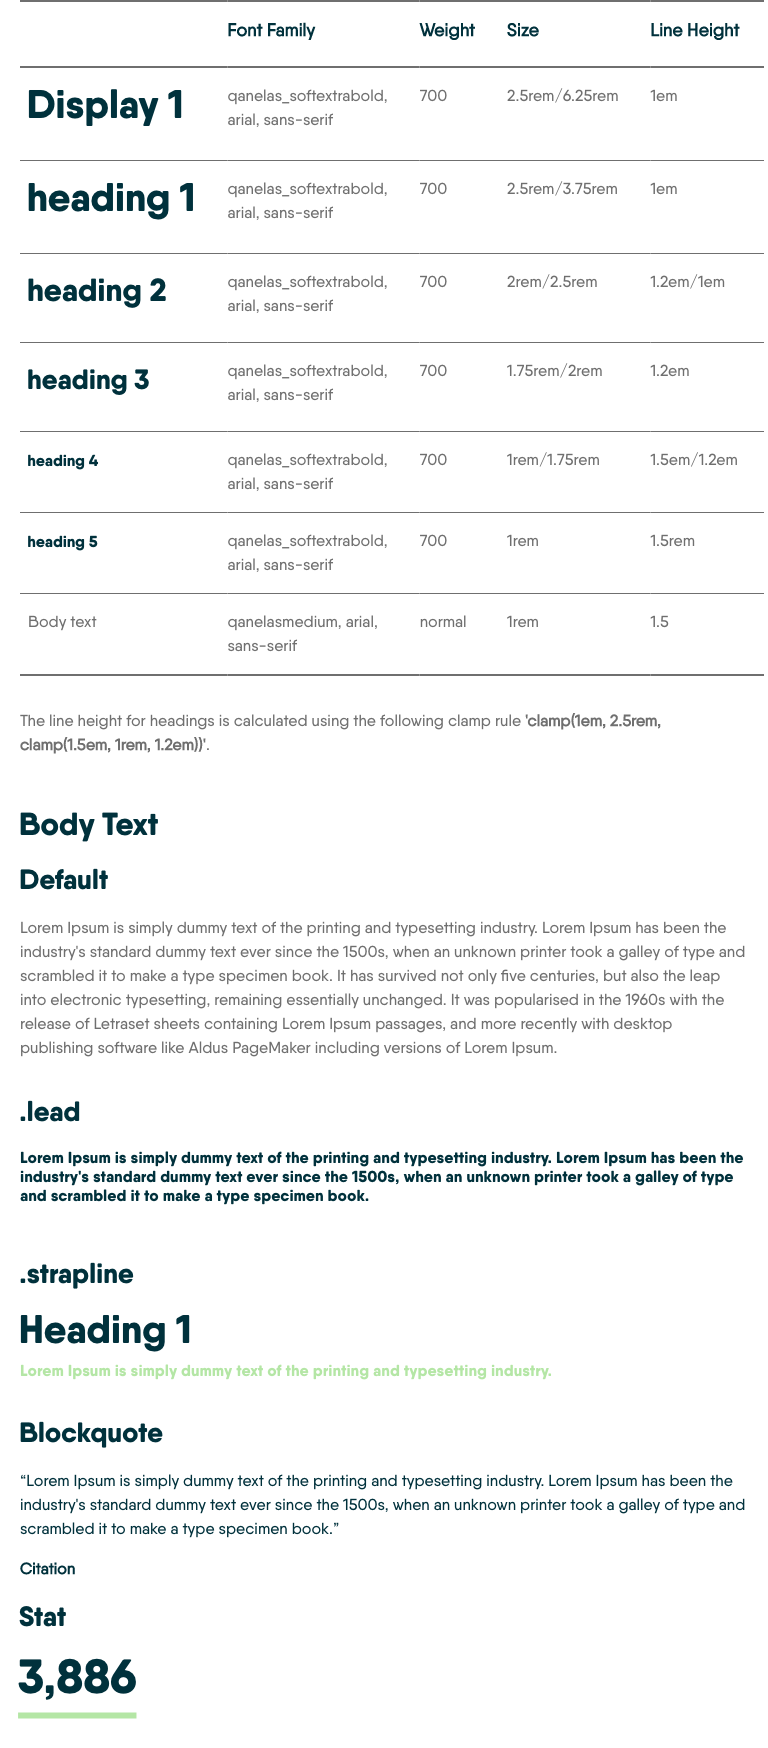 Font Family Weight Size Line Height
Display 1 qanelas_softextrabold, 700 2.5rem/6.25rem 1em
arial, sans-serif
heading 1 qanelas_softextrabold, 700 2.5rem/3.75rem 1em
arial, sans-serif
heading 2 qanelas_softextrabold, 700 2rem/2.5rem 1.2em/1em
arial, sans-serif
heading 3 qanelas_softextrabold, 700 1.75rem/2rem 1.2em
arial, sans-serif
heading 4 qanelas_softextrabold, 700 1rem/1.75rem 1.5em/1.2em
arial, sans-serif
heading 5 qanelas_softextrabold, 700 1rem 1.5rem
arial, sans-serif
Body text qanelasmedium, arial, normal 1rem 1.5
sans-serif
The line height for headings is calculated using the following clamp rule 'clamp(1em, 2.5rem,
clamp(1.5em, 1rem, 1.2em))'.
Body Text
Default
Lorem Ipsum is simply dummy text of the printing and typesetting industry. Lorem Ipsum has been the
industry's standard dummy text ever since the 1500s, when an unknown printer took a galley of type and
scrambled it to make a type specimen book. It has survived not only five centuries, but also the leap
into electronic typesetting, remaining essentially unchanged. It was popularised in the 1960s with the
release of Letraset sheets containing Lorem Ipsum passages, and more recently with desktop
publishing software like Aldus PageMaker including versions of Lorem Ipsum.
.lead
Lorem Ipsum is simply dummy text of the printing and typesetting industry. Lorem Ipsum has been the
industry's standard dummy text ever since the 1500s, when an unknown printer took a galley of type
and scrambled it to make a type specimen book.
.strapline
Heading 1
Lorem Ipsum is simply dummy text of the printing and typesetting industry.
Blockquote
“Lorem Ipsum is simply dummy text of the printing and typesetting industry. Lorem Ipsum has been the
industry's standard dummy text ever since the 1500s, when an unknown printer took a galley of type and
scrambled it to make a type specimen book.”
Citation
Stat
3,886